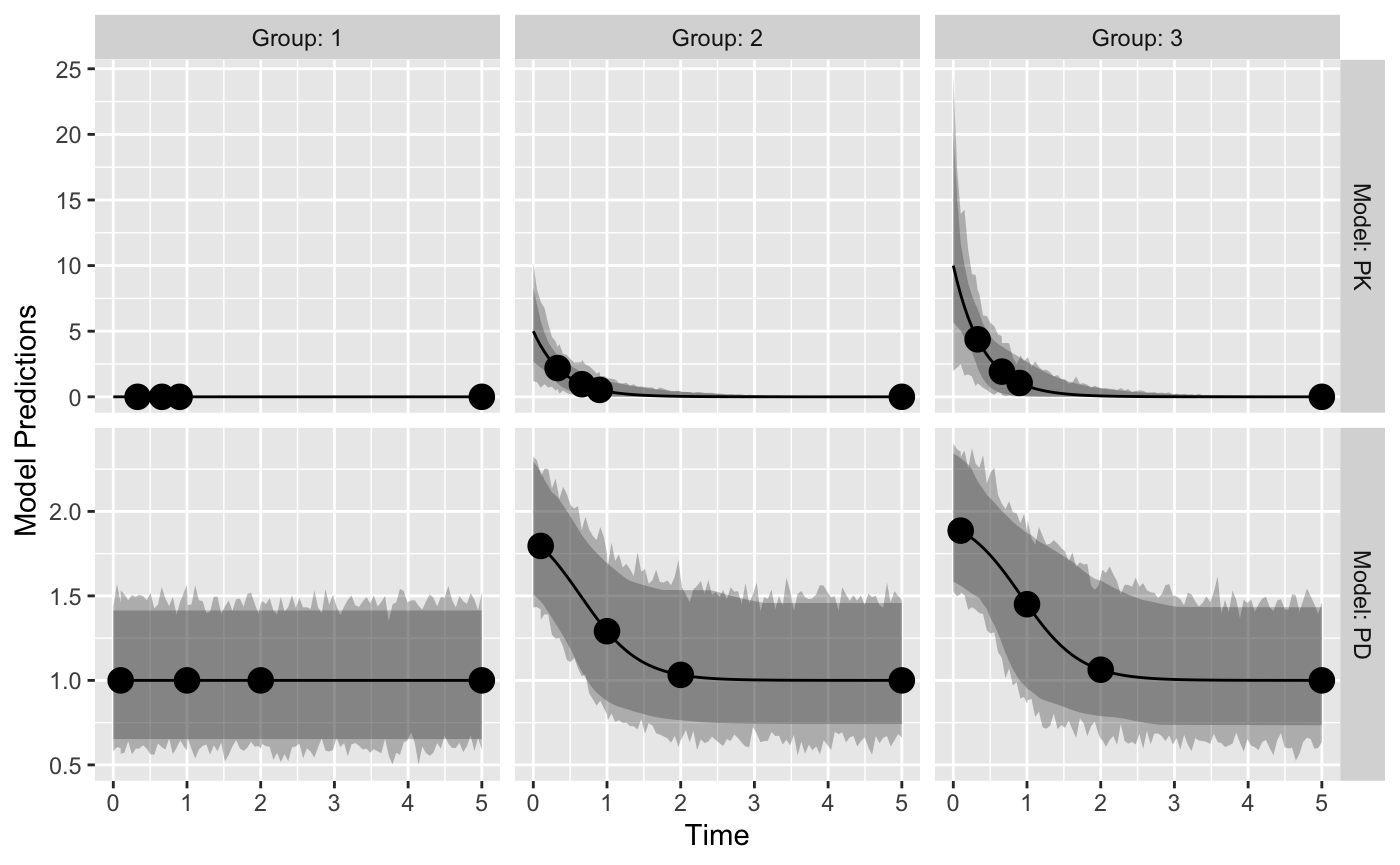 Group: 1
Group: 2
Group: 3
Model Predictions
25
20
15
10
5
0
Model: PK
2.0
1.5
1.0
0.5
Model: PD
0 1 2 3 4 5
0 1 2 3 4 5
0 1 2 3 4 5
Time